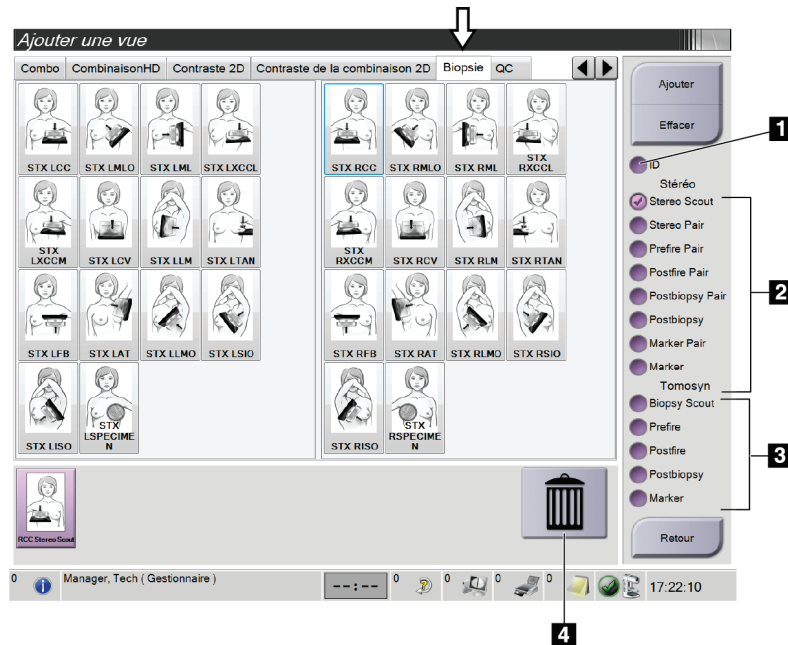 Ajouter une vue
Combo CombinaisonHD Contraste 2D Contraste de la combinaison 2D Biopsie QC
STX LCC STX LMLO STX LML STX LXCCL
STX
LXCCM STX LCV STX LLM STX LTAN
STX LFB STX LAT STX LLMO STX LSIO
STX LISO STX
LSPECIME
N
STX RCC STX RMLO STX RML STX
RXCCL
STX
RXCCM STX RCV STX RLM STX RTAN
STX RFB STX RAT STX RLMO STX RSIO
STX RISO STX
RSPECIME
N
Ajouter
Effacer
1
ID
Stéréo
Stereo Scout
Stereo Pair
Prefire Pair
Postfire Pair
Postbiopsy Pair
2
Postbiopsy
Marker Pair
Marker
Tomosyn
Biopsy Scout
Prefire
Postfire
3
Postbiopsy
Marker
Retour
RCC Stereo Scout
0 Manager, Tech ( Gestionnaire ) --:-- 0 0 0 0 17:22:10
4